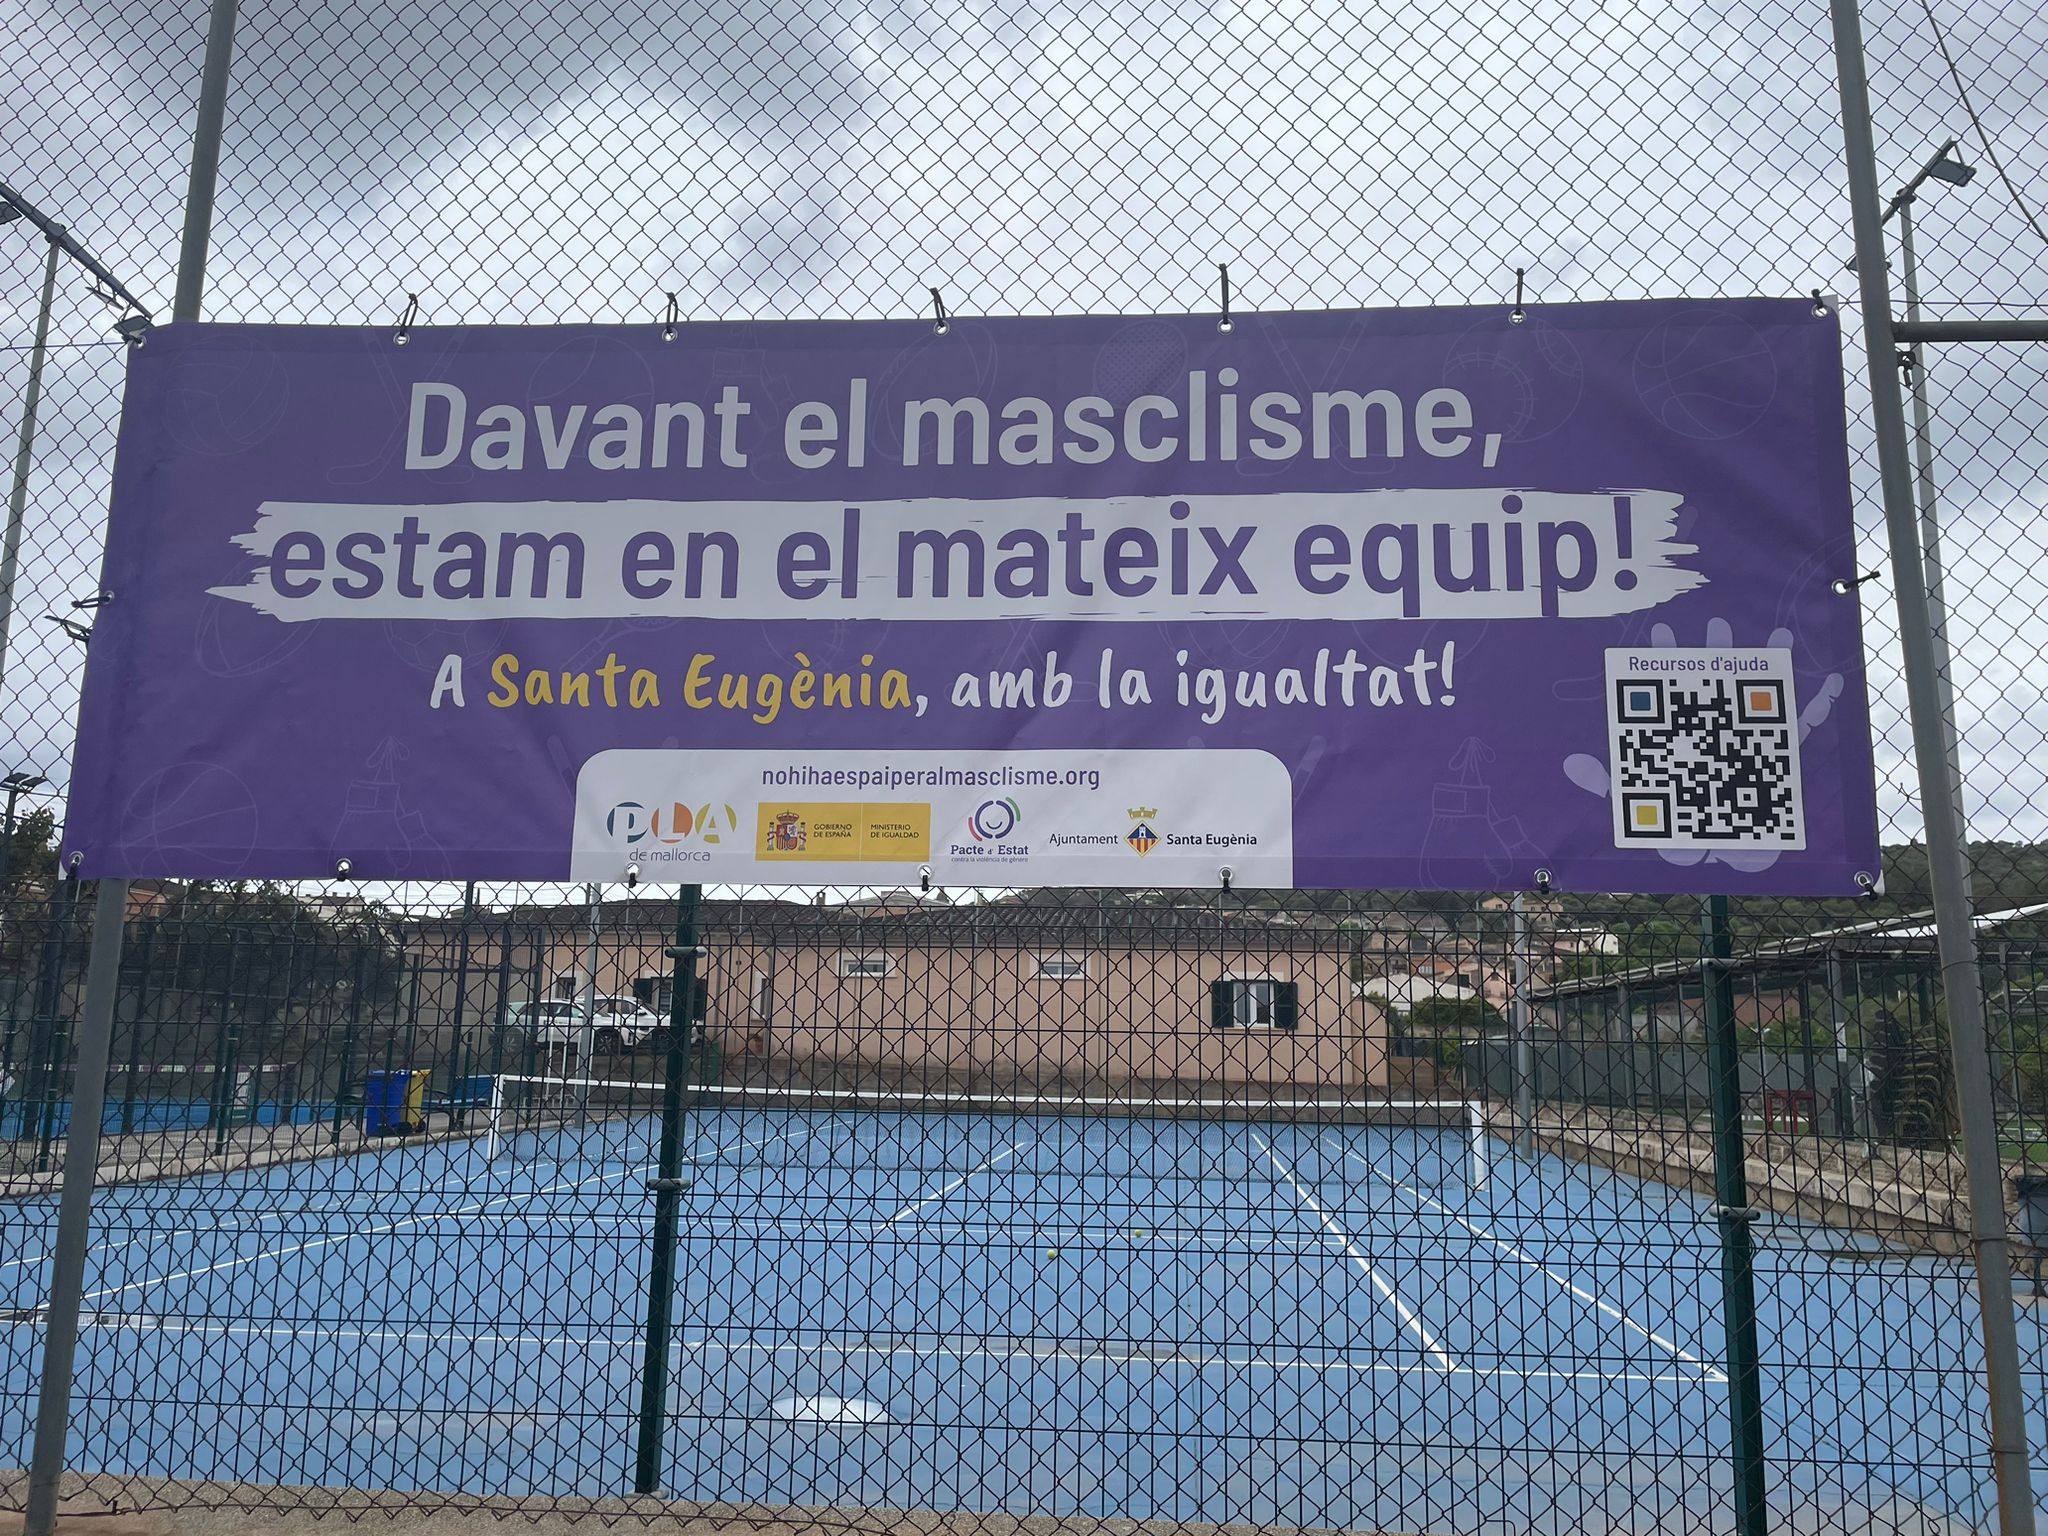 Davant el masclisme,
estam en el mateix equip!
A Santa Eugènia, amb la igualtat!
Recursos d'ajuda
nohihaespaiperalmasclisme.org
PLA
de mallorca
GOBIERNO
DE ESPAÑA
MINISTERIO
DE IGUALDAD
Pacte d'Estat
contra la violència de gènere
Ajuntament Santa Eugènia